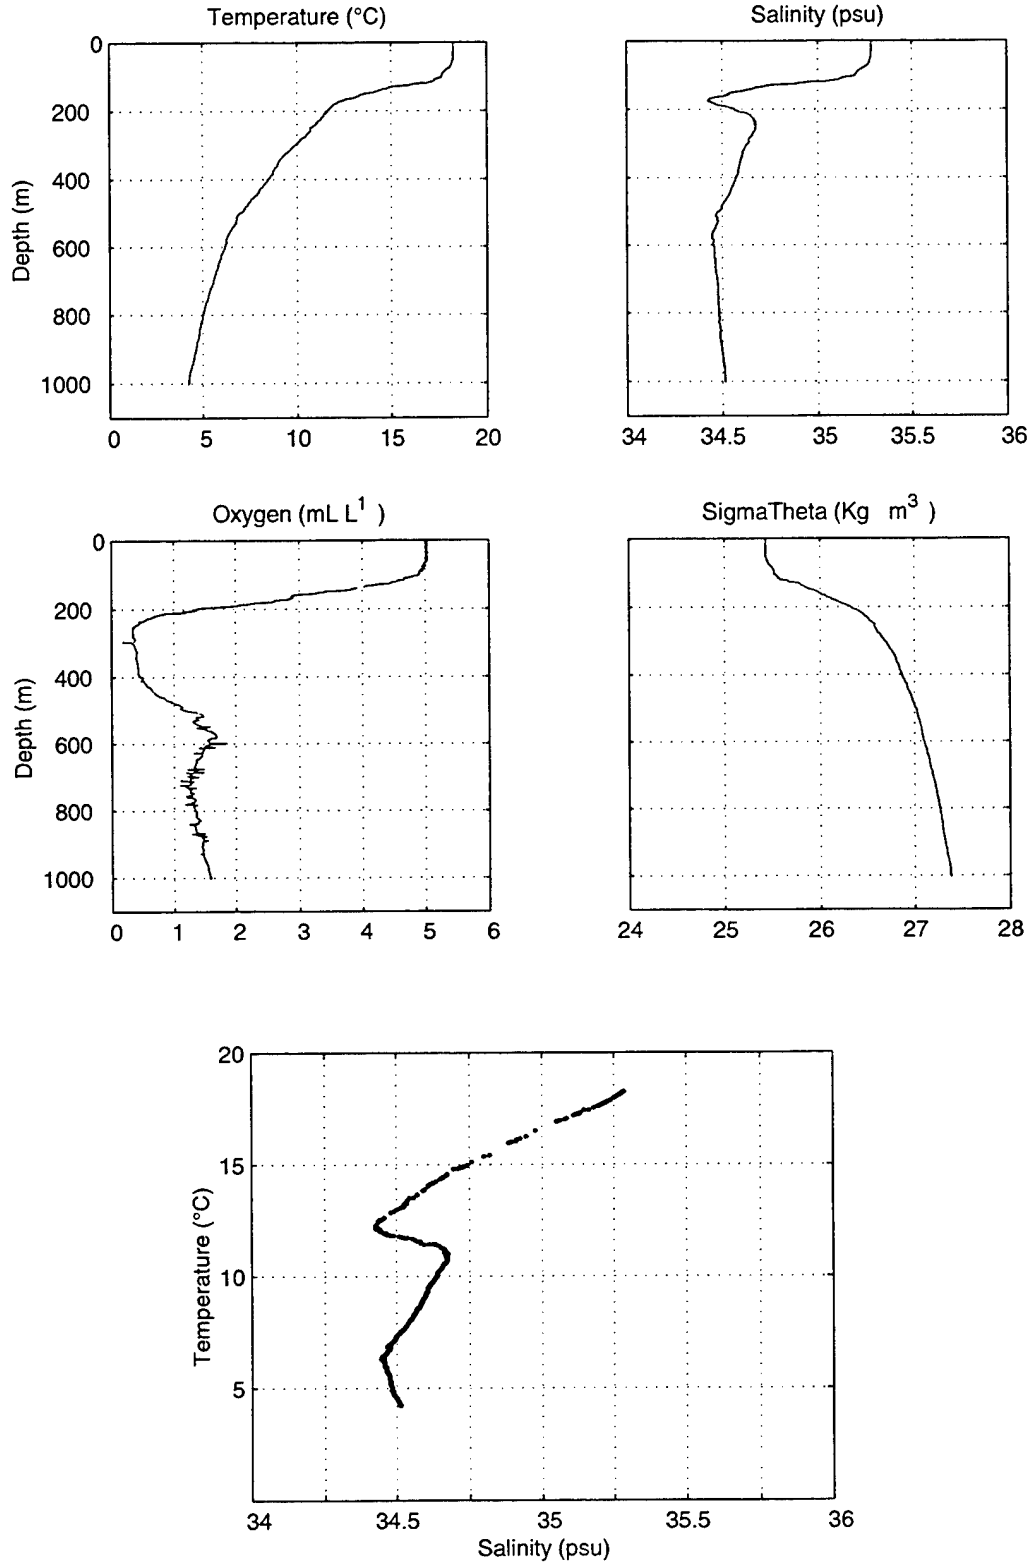 Temperature (°C)
Salinity (psu)
0
200
400
600
800
1000
Depth (m)
0 5 10 15 20
34 34.5 35 35.5 36
Oxygen (mL L¹ )
SigmaTheta (Kg m³ )
0
200
400
600
800
1000
Depth (m)
0 1 2 3 4 5 6
24 25 26 27 28
20
15
10
5
Temperature (°C)
34 34.5 35 35.5 36
Salinity (psu)